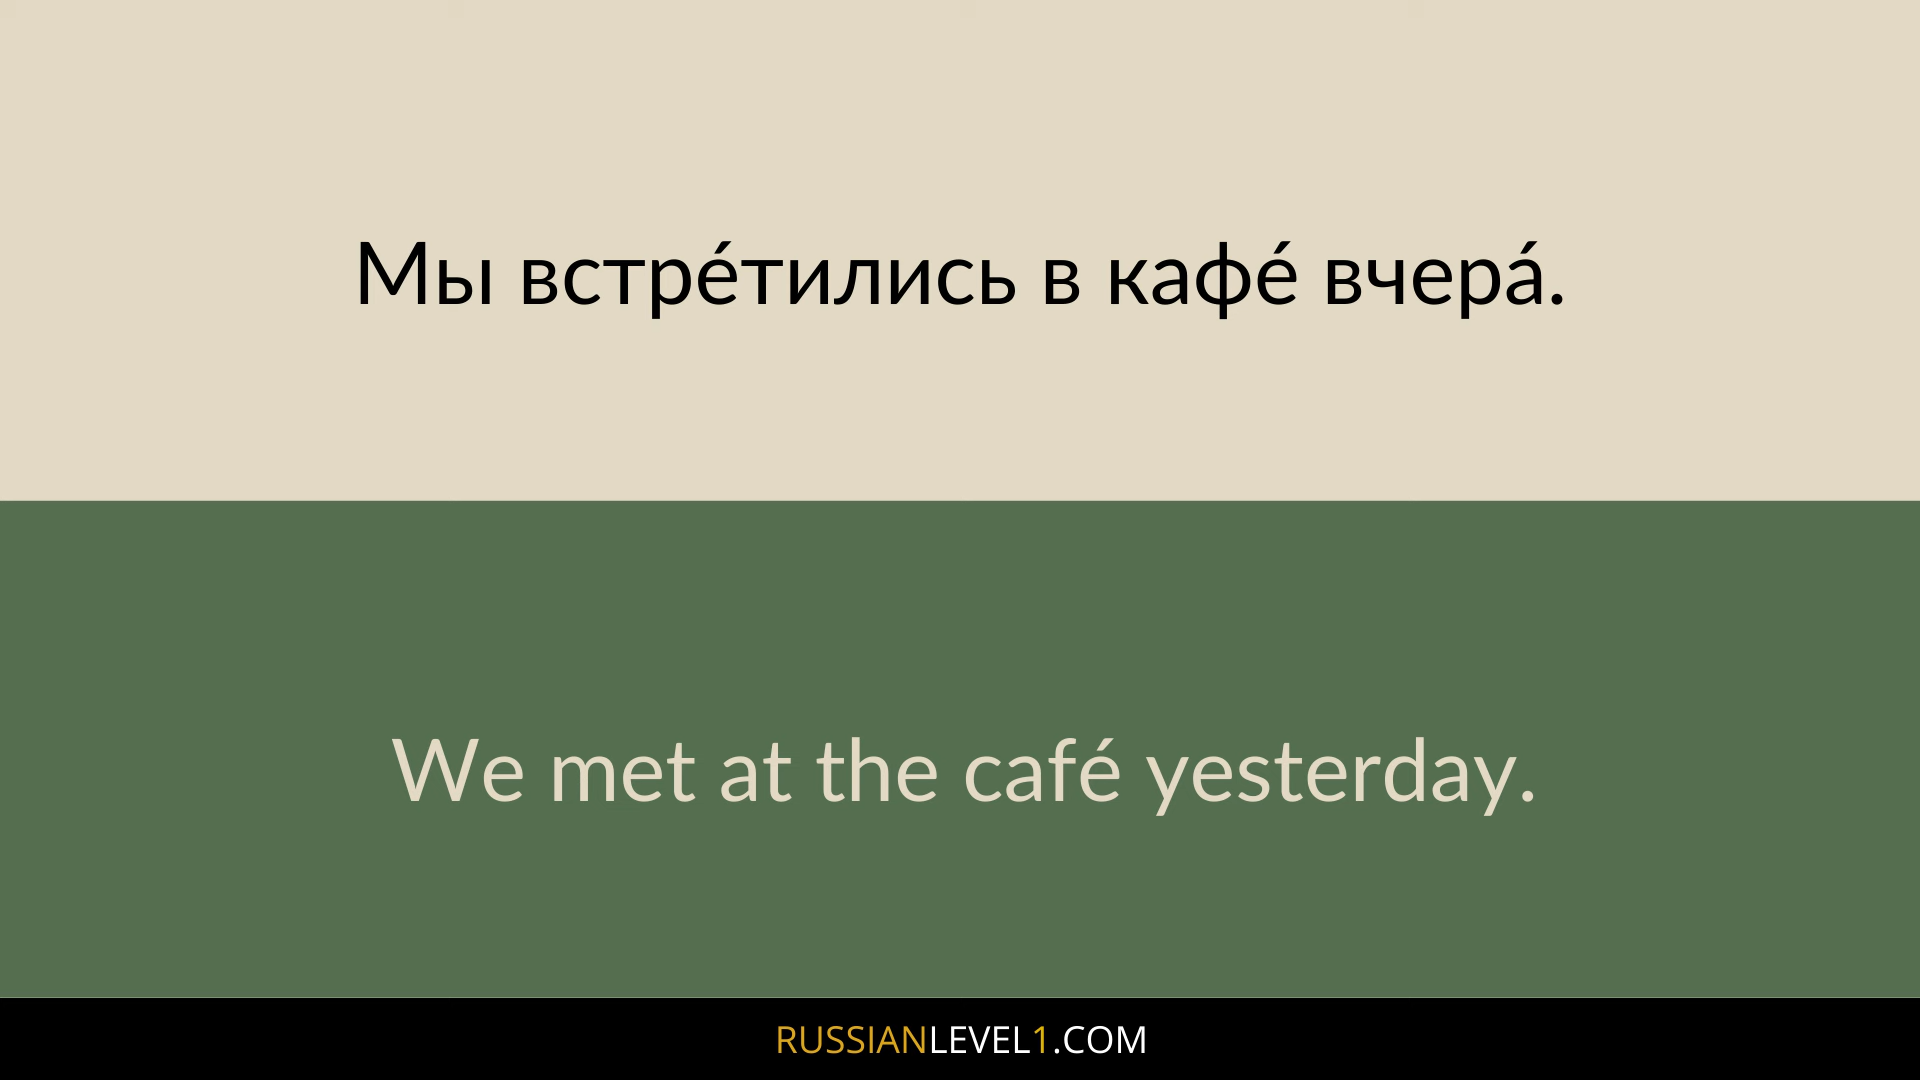 Мы встре́тились в кафе́ вчера́.
We met at the café yesterday.
RUSSIANLEVEL1.COM